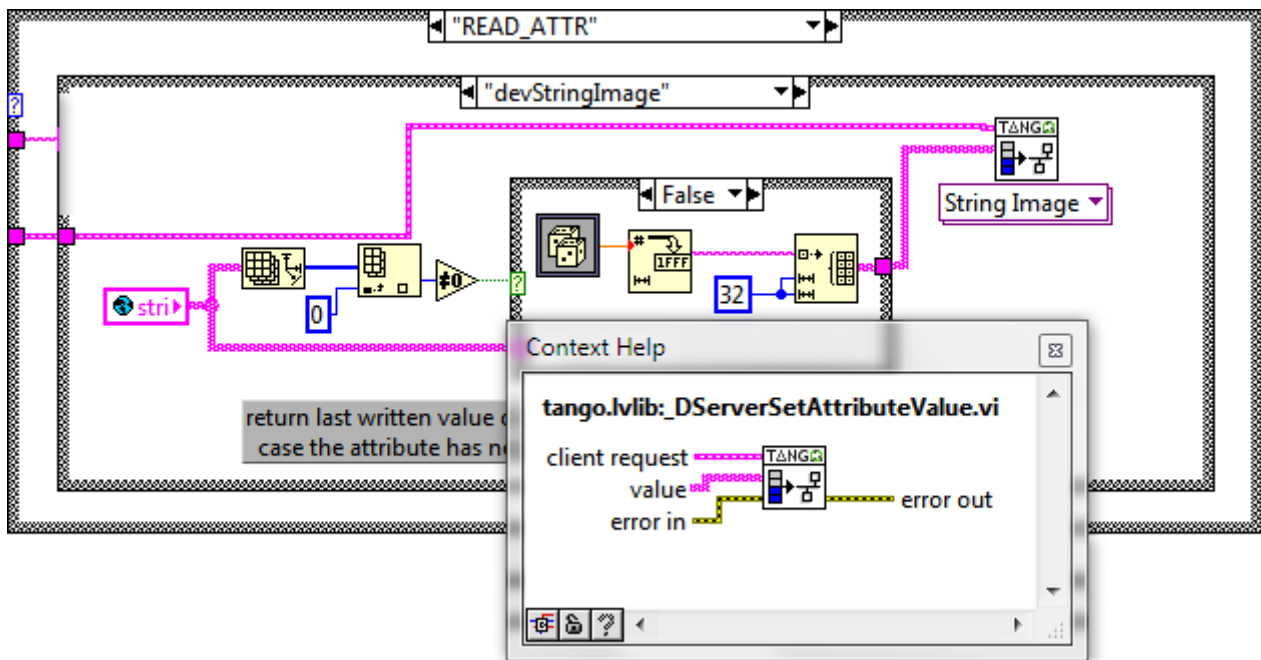 "READ_ATTR"
"devStringImage"
?
TANGO
String Image
False
#
1FFF
?
stri
0
≠0
32
return last written value
case the attribute has
Context Help
tango.lvlib:_DServerSetAttributeValue.vi
client request
TANGO
value
error in
error out
?